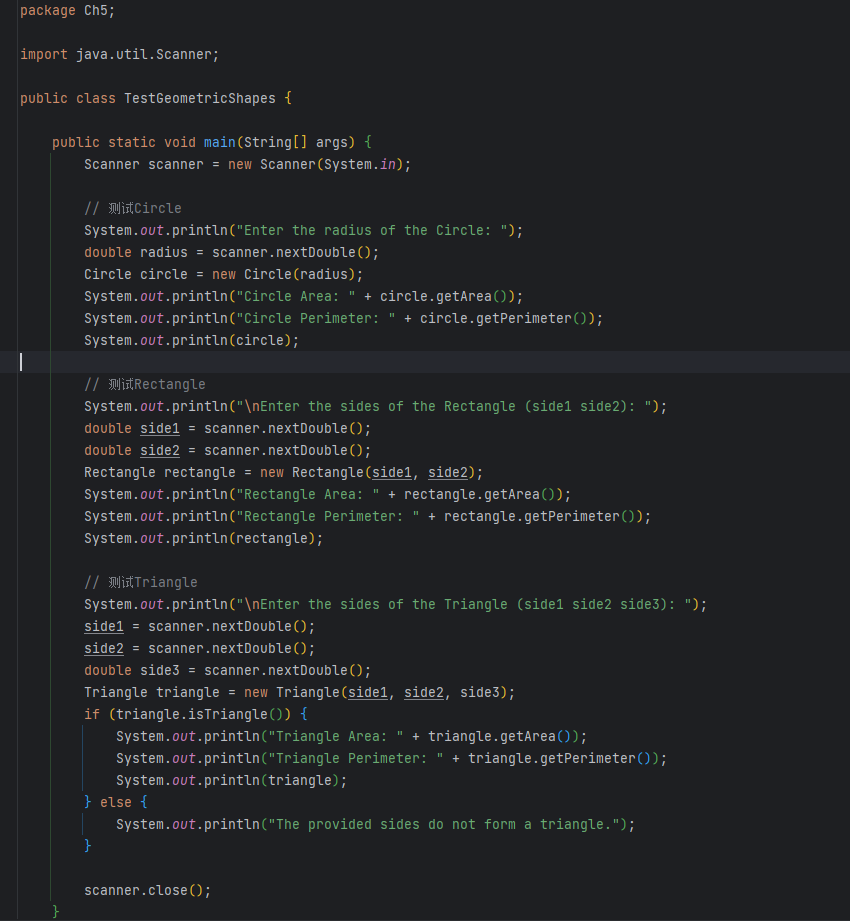 package Ch5;
import java.util.Scanner;
public class TestGeometricShapes {
public static void main(String[] args) {
Scanner scanner = new Scanner(System.in);
// 测试Circle
System.out.println("Enter the radius of the Circle: ");
double radius = scanner.nextDouble();
Circle circle = new Circle(radius);
System.out.println("Circle Area: " + circle.getArea());
System.out.println("Circle Perimeter: " + circle.getPerimeter());
System.out.println(circle);
// 测试Rectangle
System.out.println("\nEnter the sides of the Rectangle (side1 side2): ");
double side1 = scanner.nextDouble();
double side2 = scanner.nextDouble();
Rectangle rectangle = new Rectangle(side1, side2);
System.out.println("Rectangle Area: " + rectangle.getArea());
System.out.println("Rectangle Perimeter: " + rectangle.getPerimeter());
System.out.println(rectangle);
// 测试Triangle
System.out.println("\nEnter the sides of the Triangle (side1 side2 side3): ");
side1 = scanner.nextDouble();
side2 = scanner.nextDouble();
double side3 = scanner.nextDouble();
Triangle triangle = new Triangle(side1, side2, side3);
if (triangle.isTriangle()) {
System.out.println("Triangle Area: " + triangle.getArea());
System.out.println("Triangle Perimeter: " + triangle.getPerimeter());
System.out.println(triangle);
} else {
System.out.println("The provided sides do not form a triangle.");
}
scanner.close();
}